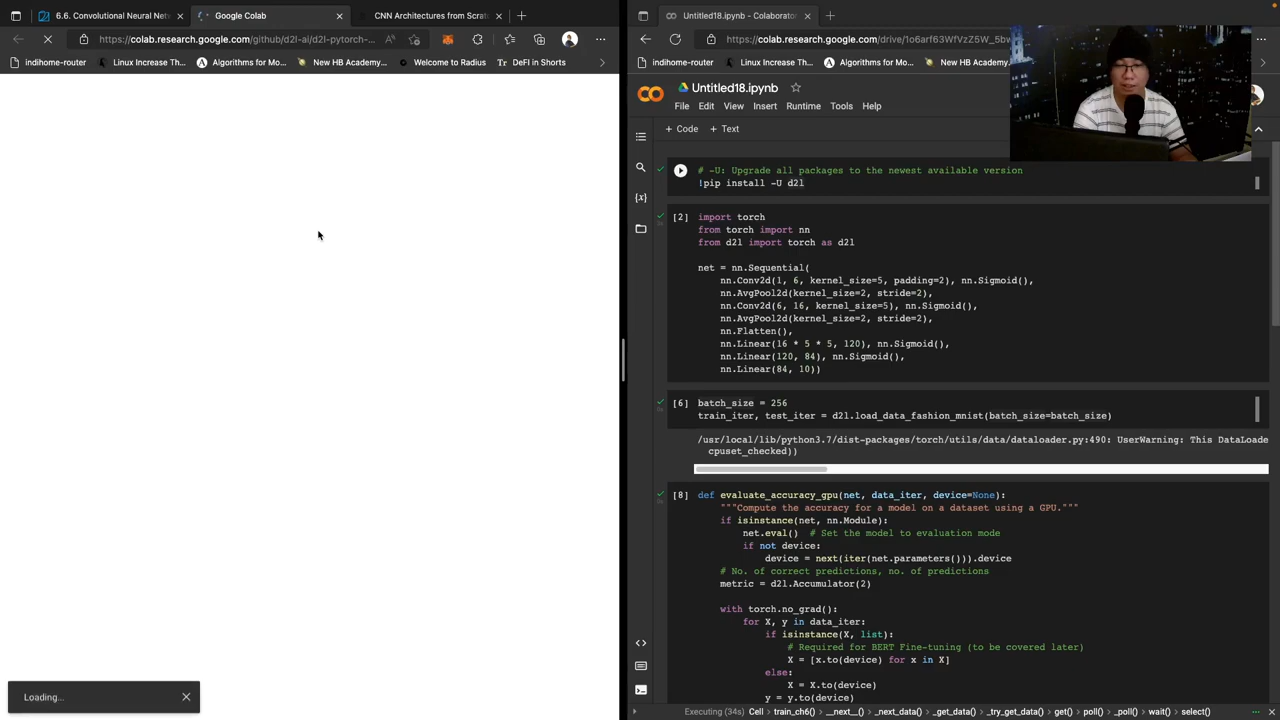 6.6. Convolutional Neural Net
Google Colab
CNN Architectures from Scrat
https://colab.research.google.com/github/d2l-ai/d2l-pytorch-...
indihome-router
Linux Increase Th...
Algorithms for Mo...
New HB Academy...
Welcome to Radius
DeFI in Shorts
Loading...
Untitled18.ipynb - Colaborato
https://colab.research.google.com/drive/1o6arf63WfVzZ5W_5bv
indihome-router
Linux Increase Th...
Algorithms for Mo...
New HB Academ
Untitled18.ipynb
File Edit View Insert Runtime Tools Help
+ Code + Text
# -U: Upgrade all packages to the newest available version
!pip install -U d2l
[2] import torch
from torch import nn
from d2l import torch as d2l
net = nn.Sequential(
nn.Conv2d(1, 6, kernel_size=5, padding=2), nn.Sigmoid(),
nn.AvgPool2d(kernel_size=2, stride=2),
nn.Conv2d(6, 16, kernel_size=5), nn.Sigmoid(),
nn.AvgPool2d(kernel_size=2, stride=2),
nn.Flatten(),
nn.Linear(16 * 5 * 5, 120), nn.Sigmoid(),
nn.Linear(120, 84), nn.Sigmoid(),
nn.Linear(84, 10))
[6] batch_size = 256
train_iter, test_iter = d2l.load_data_fashion_mnist(batch_size=batch_size)
/usr/local/lib/python3.7/dist-packages/torch/utils/data/dataloader.py:490: UserWarning: This DataLoade
cpuset_checked))
[8] def evaluate_accuracy_gpu(net, data_iter, device=None):
"""Compute the accuracy for a model on a dataset using a GPU."""
if isinstance(net, nn.Module):
net.eval() # Set the model to evaluation mode
if not device:
device = next(iter(net.parameters())).device
# No. of correct predictions, no. of predictions
metric = d2l.Accumulator(2)
with torch.no_grad():
for X, y in data_iter:
if isinstance(X, list):
# Required for BERT Fine-tuning (to be covered later)
X = [x.to(device) for x in X]
else:
X = X.to(device)
y = y.to(device)
Executing (34s) Cell train_ch6() __next__() _next_data() _get_data() _try_get_data() get() poll() _poll() wait() select()